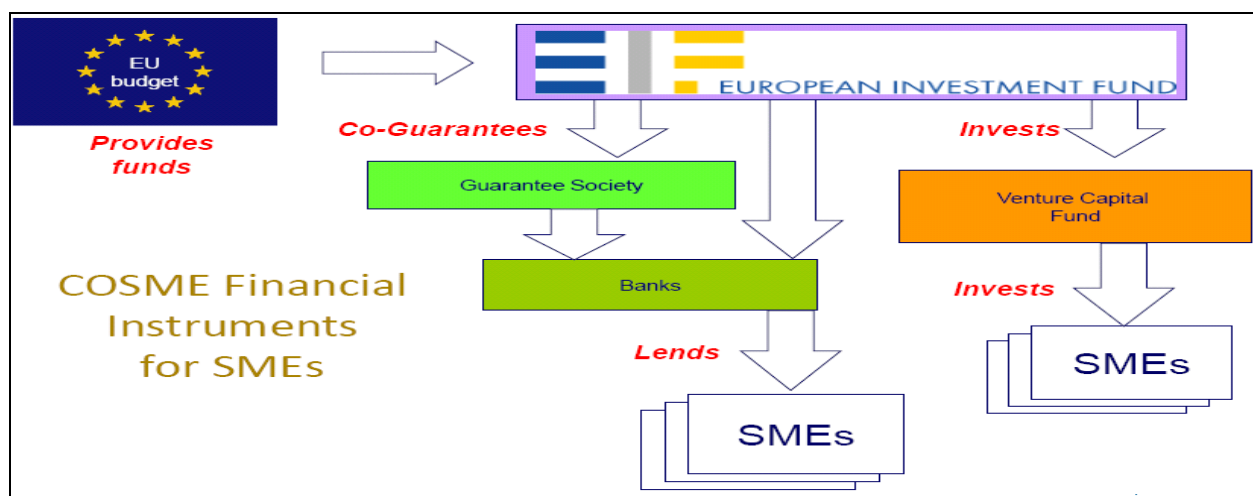 EU
budget
EUROPEAN INVESTMENT FUND
Provides
funds
Co-Guarantees
Invests
Guarantee Society
Venture Capital
Fund
Banks
COSME Financial
Instruments
for SMEs
Invests
Lends
SMEs
SMEs